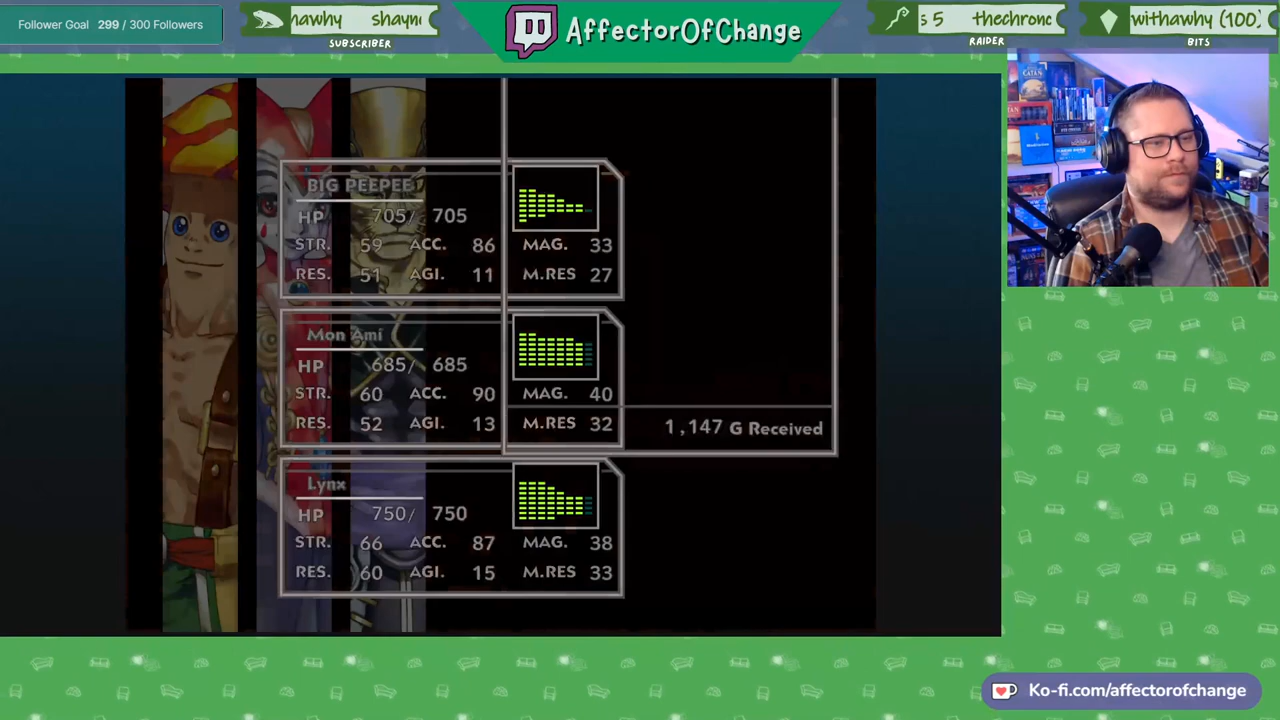 Follower Goal 299 / 300 Followers
hawhy shayn
SUBSCRIBER
AffectorOfChange
s 5 thechrono
RAIDER
withawhy (100)
BITS
CATAN
BIG PEEPEE
HP 705/ 705
STR. 59 ACC. 86 MAG. 33
RES. 51 AGI. 11 M.RES 27
Mon Ami
HP 685/ 685
STR. 60 ACC. 90 MAG. 40
RES. 52 AGI. 13 M.RES 32
1,147 G Received
Lynx
HP 750/ 750
STR. 66 ACC. 87 MAG. 38
RES. 60 AGI. 15 M.RES 33
Ko-fi.com/affectorofchange